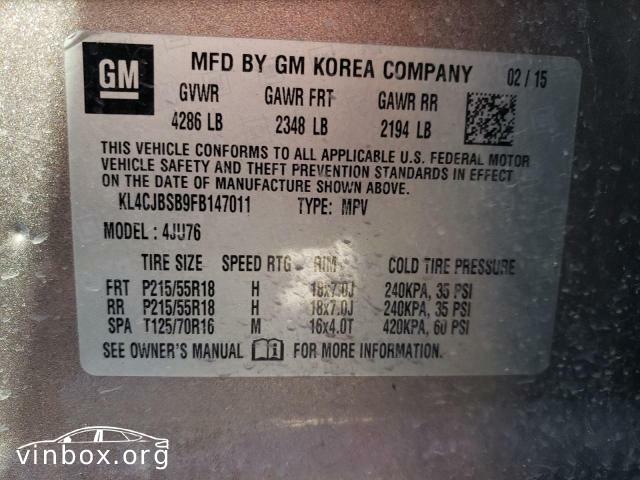 GM
MFD BY GM KOREA COMPANY 02 / 15
GVWR GAWR FRT GAWR RR
4286 LB 2348 LB 2194 LB
THIS VEHICLE CONFORMS TO ALL APPLICABLE U.S. FEDERAL MOTOR
VEHICLE SAFETY AND THEFT PREVENTION STANDARDS IN EFFECT
ON THE DATE OF MANUFACTURE SHOWN ABOVE.
KL4CJBSB9FB147011 TYPE: MPV
MODEL : 4JU76
TIRE SIZE SPEED RTG RIM COLD TIRE PRESSURE
FRT P215/55R18 H 18x7.0J 240KPA, 35 PSI
RR P215/55R18 H 18x7.0J 240KPA, 35 PSI
SPA T125/70R16 M 16x4.0T 420KPA, 60 PSI
SEE OWNER'S MANUAL FOR MORE INFORMATION.
vinbox.org